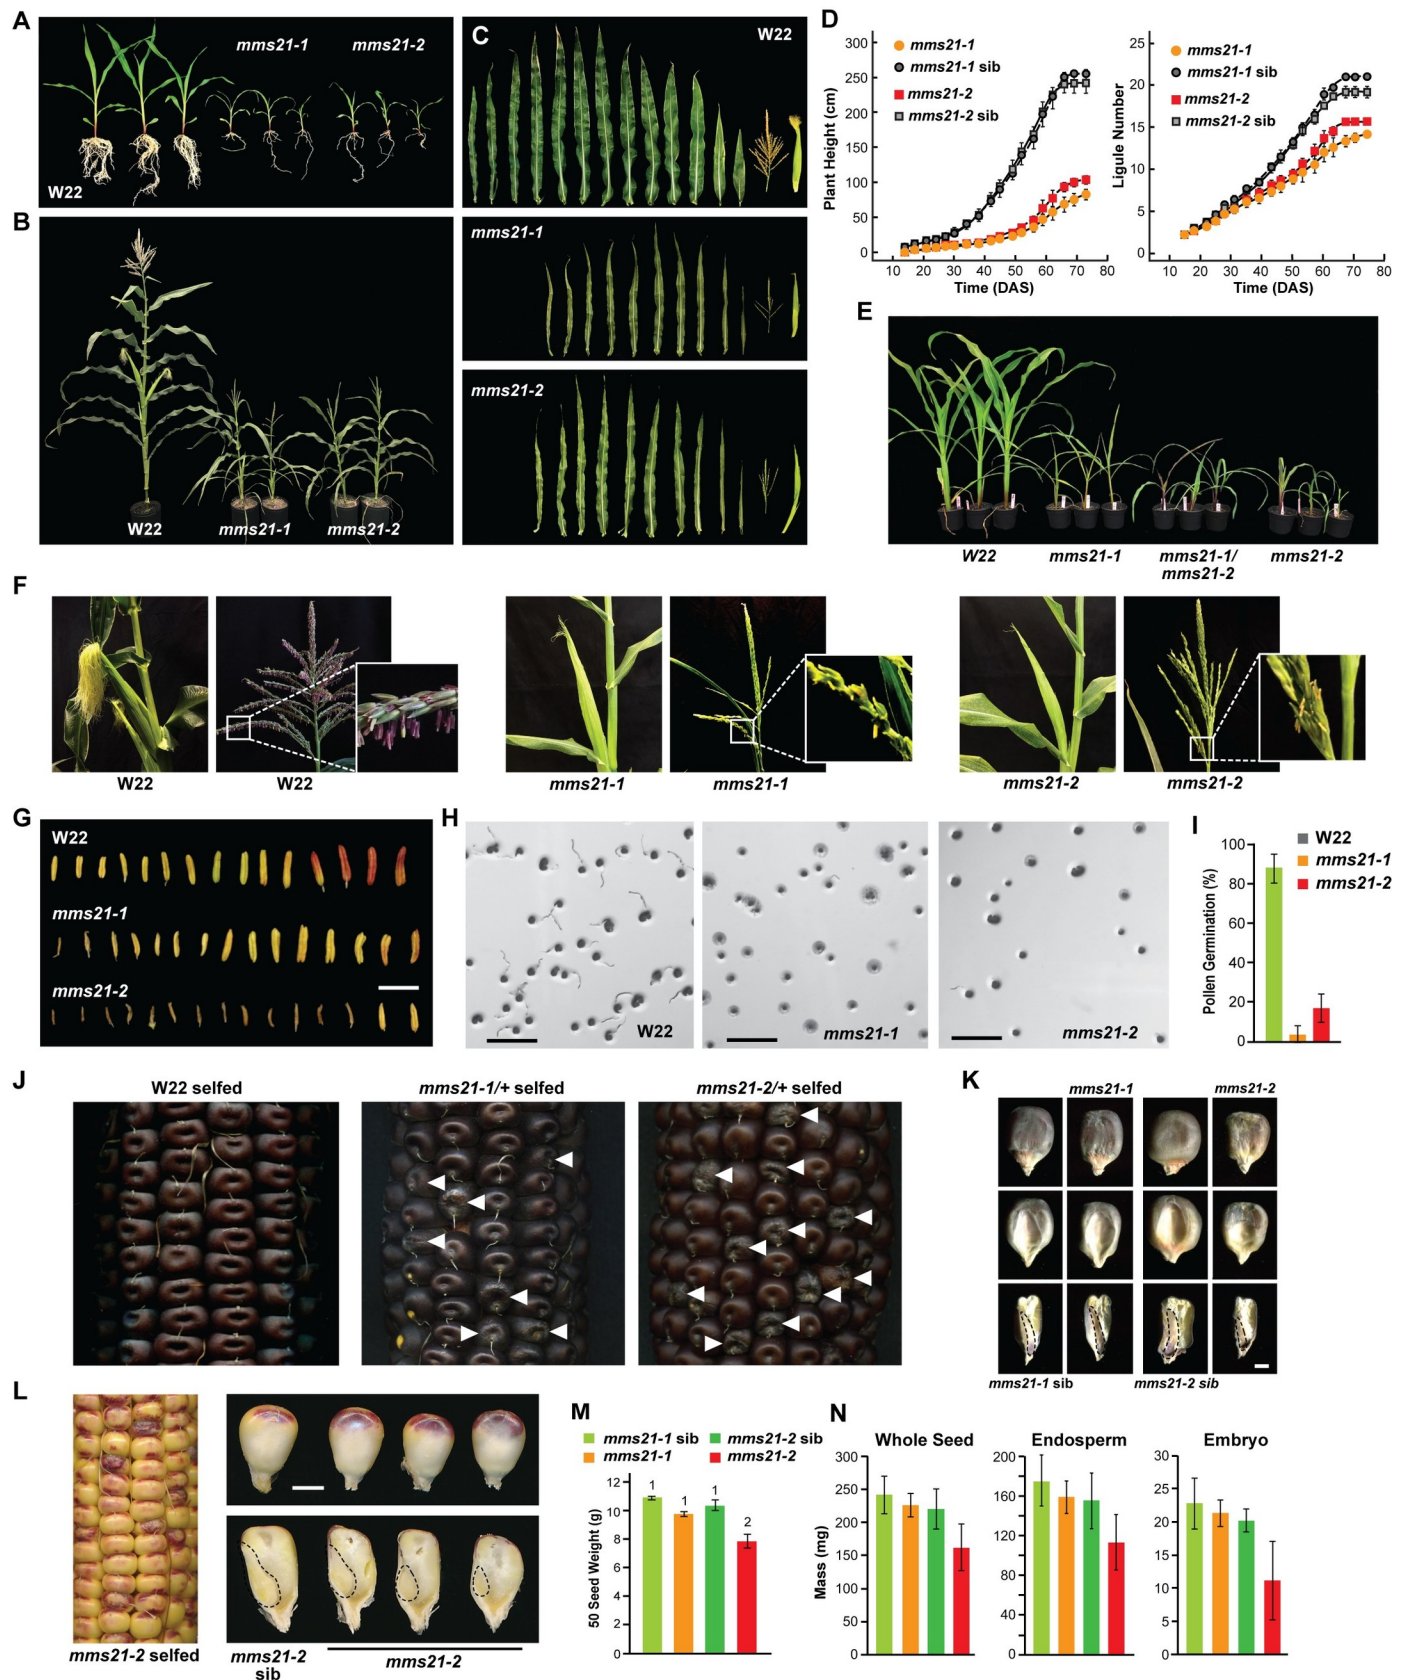 A
mms21-1
mms21-2
W22
B
W22
mms21-1
mms21-2
C
W22
mms21-1
mms21-2
D
300
250
200
150
100
50
0
Plant Height (cm)
mms21-1
mms21-1 sib
mms21-2
mms21-2 sib
10 20 30 40 50 60 70 80
Time (DAS)
25
20
15
10
5
0
Ligule Number
mms21-1
mms21-1 sib
mms21-2
mms21-2 sib
10 20 30 40 50 60 70 80
Time (DAS)
E
W22
mms21-1
mms21-1/
mms21-2
mms21-2
F
W22
W22
mms21-1
mms21-1
mms21-2
mms21-2
G
W22
mms21-1
mms21-2
H
W22
mms21-1
mms21-2
I
W22
mms21-1
mms21-2
100
80
60
40
20
0
Pollen Germination (%)
J
W22 selfed
mms21-1/+ selfed
mms21-2/+ selfed
K
mms21-1
mms21-2
mms21-1 sib
mms21-2 sib
L
mms21-2 selfed
mms21-2
sib
mms21-2
M
mms21-1 sib
mms21-2 sib
mms21-1
mms21-2
12
10
8
6
4
2
0
50 Seed Weight (g)
1
1
1
2
N
Whole Seed
300
250
200
150
100
50
0
Mass (mg)
Endosperm
200
160
120
80
40
0
Embryo
30
25
20
15
10
5
0